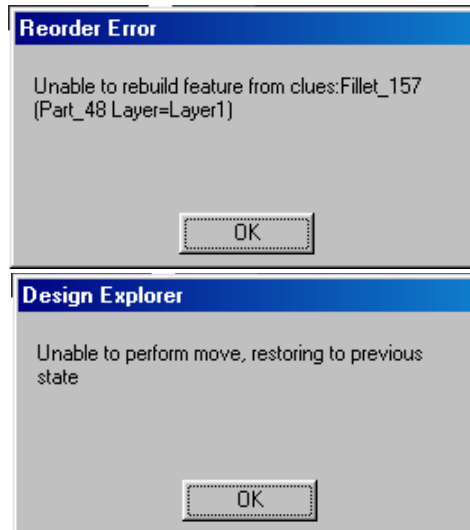 Reorder Error
Unable to rebuild feature from clues:Fillet_157
(Part_48 Layer=Layer1)
OK
Design Explorer
Unable to perform move, restoring to previous
state
OK